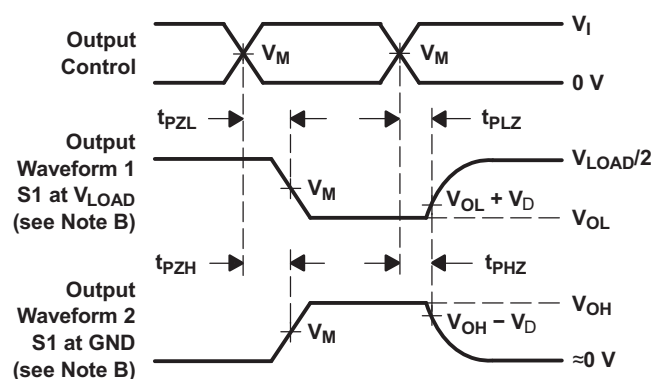 Output
Control
V_M
V_M
V_I
0 V
t_PZL
t_PLZ
Output
Waveform 1
S1 at V_LOAD
(see Note B)
V_M
V_LOAD/2
V_OL + V_D
V_OL
t_PZH
t_PHZ
Output
Waveform 2
S1 at GND
(see Note B)
V_M
V_OH
V_OH − V_D
≈0 V